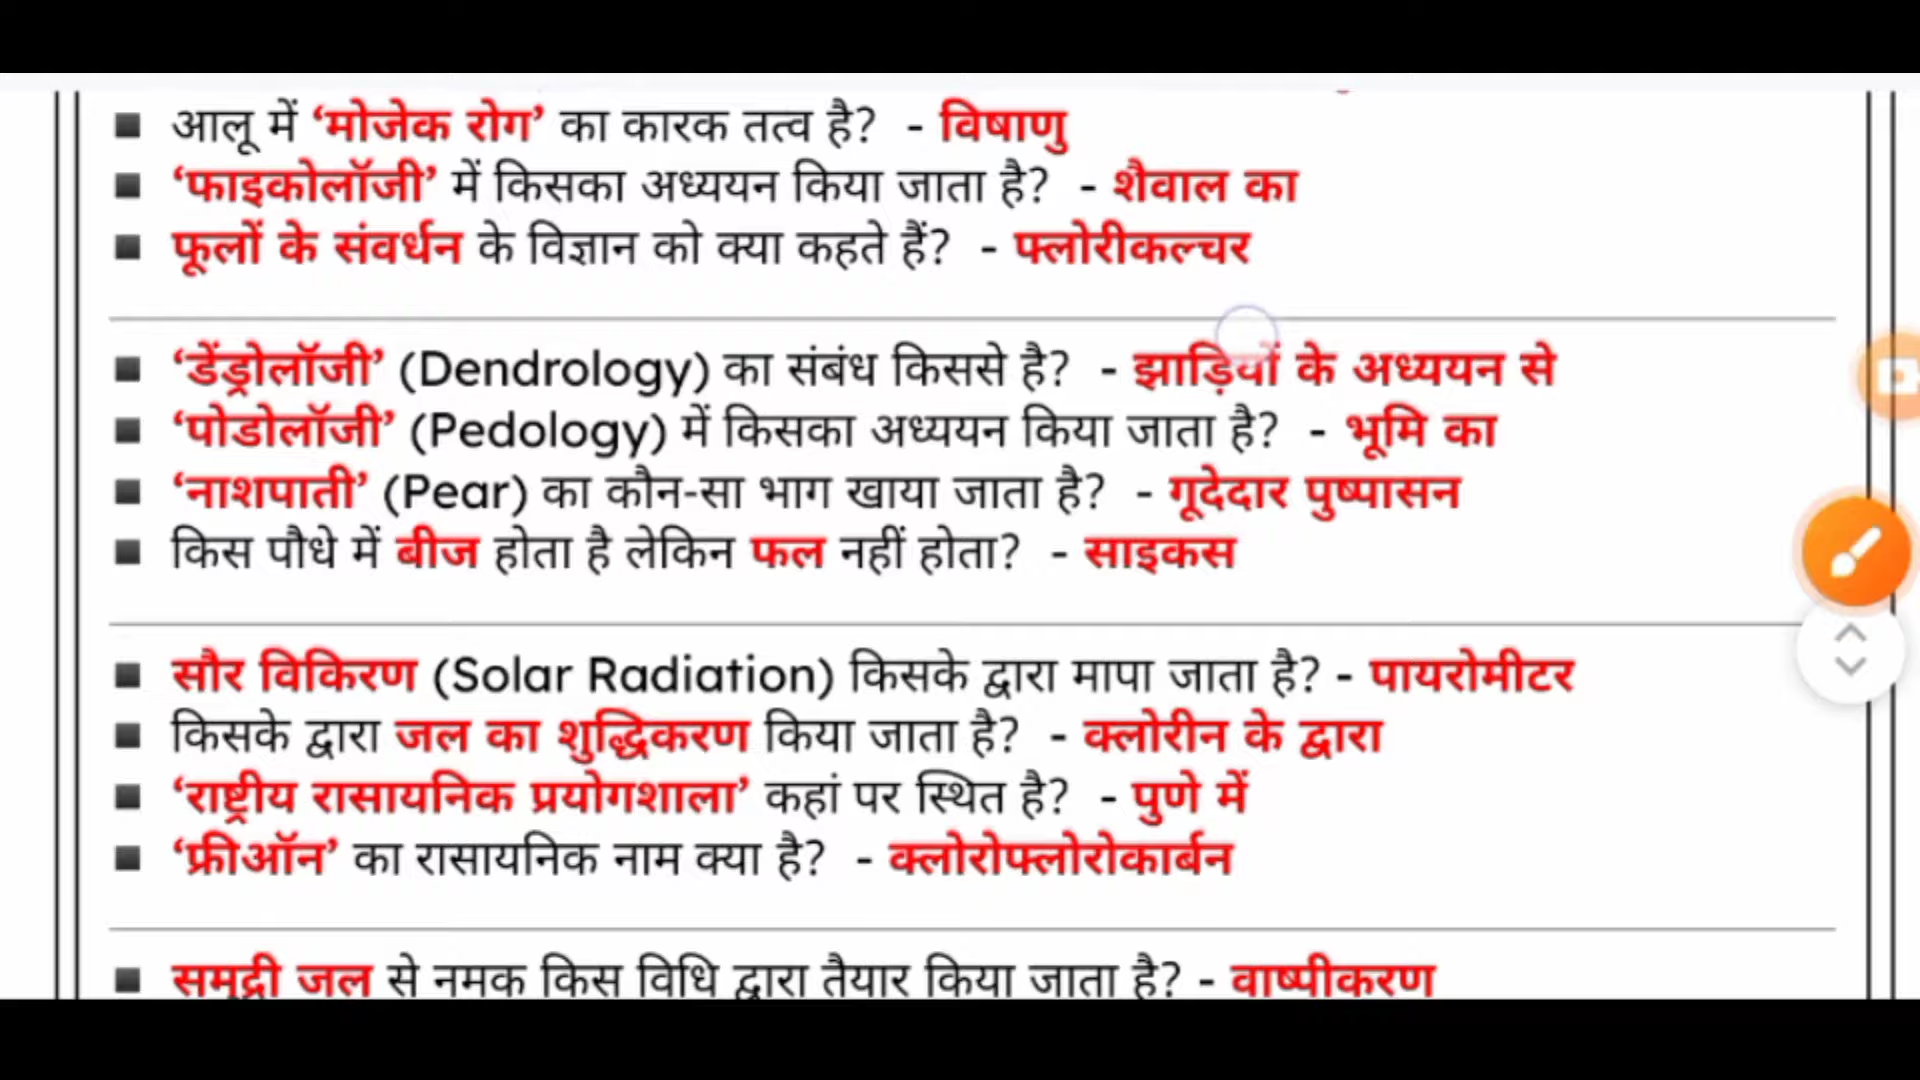 ■ आलू में ‘मोजेक रोग’ का कारक तत्व है? - विषाणु
■ ‘फाइकोलॉजी’ में किसका अध्ययन किया जाता है? - शैवाल का
■ फूलों के संवर्धन के विज्ञान को क्या कहते हैं? - फ्लोरीकल्चर
■ ‘डेंड्रोलॉजी’ (Dendrology) का संबंध किससे है? - झाड़ियों के अध्ययन से
■ ‘पोडोलॉजी’ (Pedology) में किसका अध्ययन किया जाता है? - भूमि का
■ ‘नाशपाती’ (Pear) का कौन-सा भाग खाया जाता है? - गूदेदार पुष्पासन
■ किस पौधे में बीज होता है लेकिन फल नहीं होता? - साइकस
■ सौर विकिरण (Solar Radiation) किसके द्वारा मापा जाता है? - पायरोमीटर
■ किसके द्वारा जल का शुद्धिकरण किया जाता है? - क्लोरीन के द्वारा
■ ‘राष्ट्रीय रासायनिक प्रयोगशाला’ कहां पर स्थित है? - पुणे में
■ ‘फ्रीऑन’ का रासायनिक नाम क्या है? - क्लोरोफ्लोरोकार्बन
■ समुद्री जल से नमक किस विधि द्वारा तैयार किया जाता है? - वाष्पीकरण